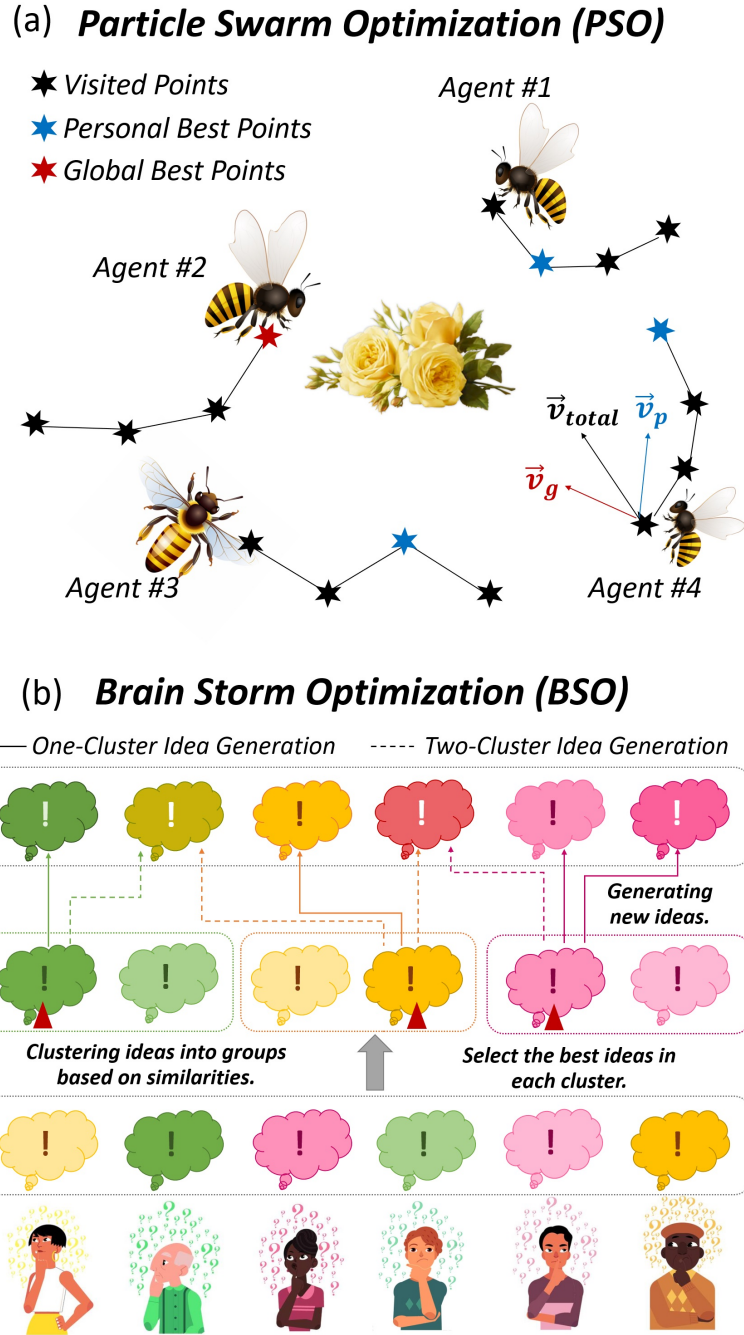 (a) Particle Swarm Optimization (PSO)
Visited Points
Personal Best Points
Global Best Points
Agent #1
Agent #2
v⃗total
v⃗p
v⃗g
Agent #3
Agent #4
(b) Brain Storm Optimization (BSO)
One-Cluster Idea Generation
Two-Cluster Idea Generation
! ! ! ! ! !
Generating
new ideas.
! ! ! ! ! !
Clustering ideas into groups
based on similarities.
Select the best ideas in
each cluster.
! ! ! ! ! !